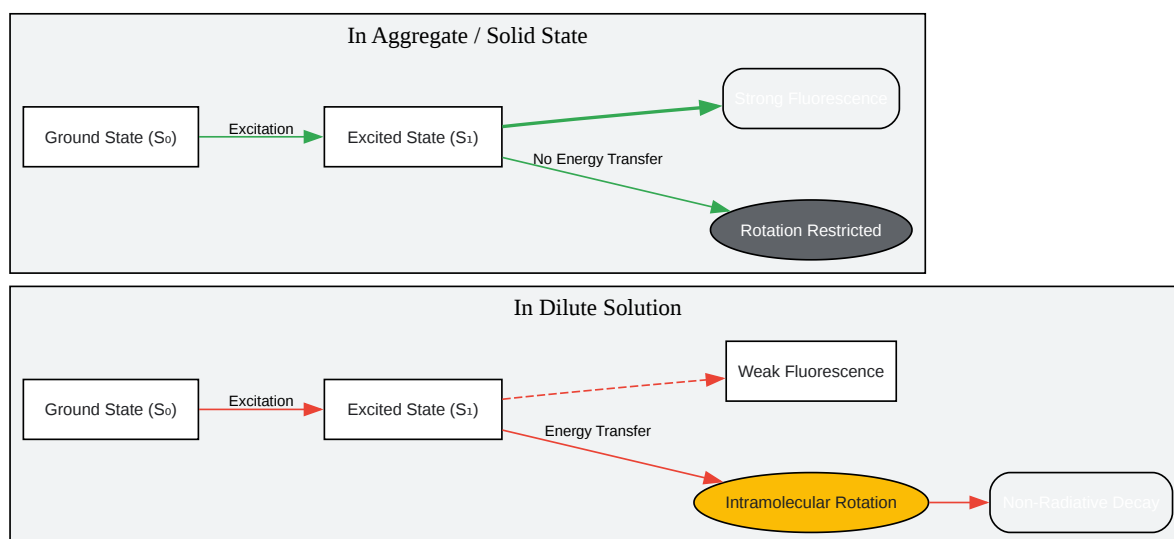 In Aggregate / Solid State
Strong Fluorescence
Ground State (S₀)
Excitation
Excited State (S₁)
No Energy Transfer
Rotation Restricted
In Dilute Solution
Weak Fluorescence
Ground State (S₀)
Excitation
Excited State (S₁)
Energy Transfer
Intramolecular Rotation
Non-Radiative Decay